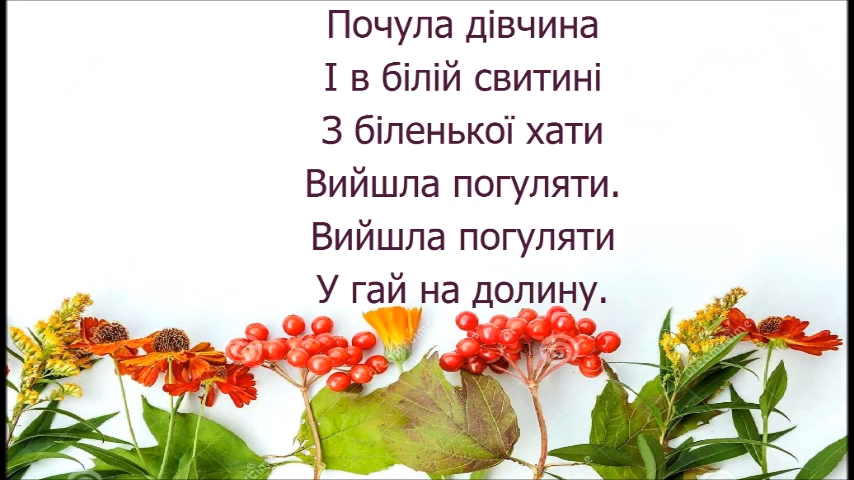 Почула дівчина
І в білій свитині
З біленької хати
Вийшла погуляти.
Вийшла погуляти
У гай на долину.